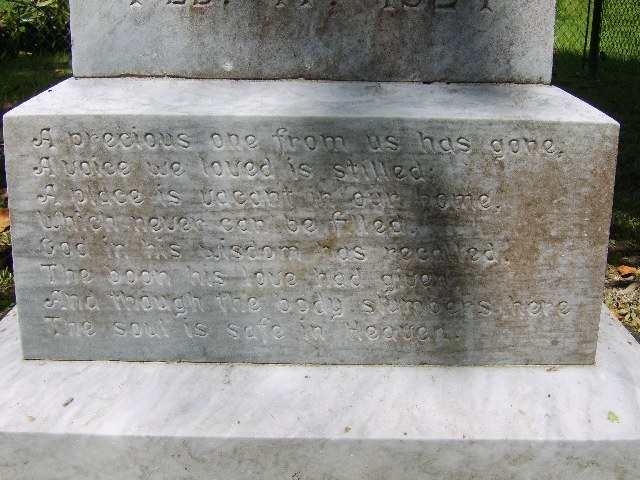 A precious one from us has gone,
A voice we loved is stilled;
A place is vacant in our home,
Which never can be filled.
God in his wisdom has recalled,
The boon his love had given
And though the body slumbers here
The soul is safe in Heaven.